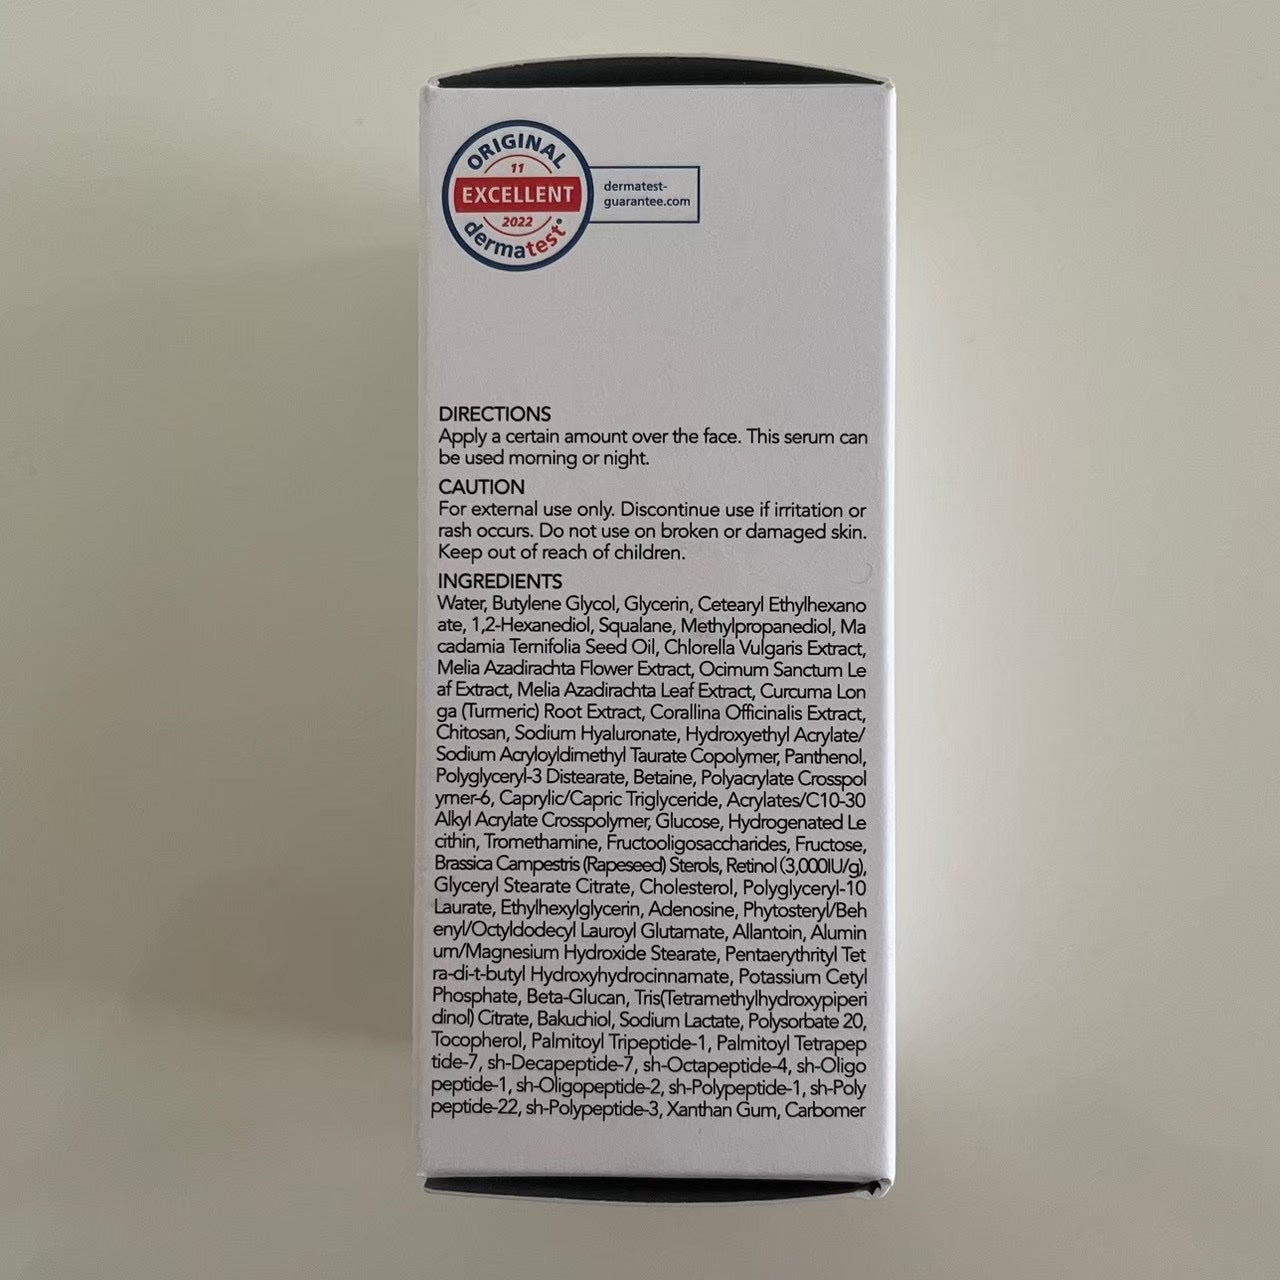 ORIGINAL
11
EXCELLENT
2022
dermatest®
dermatest-
guarantee.com
DIRECTIONS
Apply a certain amount over the face. This serum can
be used morning or night.
CAUTION
For external use only. Discontinue use if irritation or
rash occurs. Do not use on broken or damaged skin.
Keep out of reach of children.
INGREDIENTS
Water, Butylene Glycol, Glycerin, Cetearyl Ethylhexano
ate, 1,2-Hexanediol, Squalane, Methylpropanediol, Ma
cadamia Ternifolia Seed Oil, Chlorella Vulgaris Extract,
Melia Azadirachta Flower Extract, Ocimum Sanctum Le
af Extract, Melia Azadirachta Leaf Extract, Curcuma Lon
ga (Turmeric) Root Extract, Corallina Officinalis Extract,
Chitosan, Sodium Hyaluronate, Hydroxyethyl Acrylate/
Sodium Acryloyldimethyl Taurate Copolymer, Panthenol,
Polyglyceryl-3 Distearate, Betaine, Polyacrylate Crosspol
ymer-6, Caprylic/Capric Triglyceride, Acrylates/C10-30
Alkyl Acrylate Crosspolymer, Glucose, Hydrogenated Le
cithin, Tromethamine, Fructooligosaccharides, Fructose,
Brassica Campestris (Rapeseed) Sterols, Retinol (3,000IU/g),
Glyceryl Stearate Citrate, Cholesterol, Polyglyceryl-10
Laurate, Ethylhexylglycerin, Adenosine, Phytosteryl/Beh
enyl/Octyldodecyl Lauroyl Glutamate, Allantoin, Alumin
um/Magnesium Hydroxide Stearate, Pentaerythrityl Tet
ra-di-t-butyl Hydroxyhydrocinnamate, Potassium Cetyl
Phosphate, Beta-Glucan, Tris(Tetramethylhydroxypiperi
dinol) Citrate, Bakuchiol, Sodium Lactate, Polysorbate 20,
Tocopherol, Palmitoyl Tripeptide-1, Palmitoyl Tetrapep
tide-7, sh-Decapeptide-7, sh-Octapeptide-4, sh-Oligo
peptide-1, sh-Oligopeptide-2, sh-Polypeptide-1, sh-Poly
peptide-22, sh-Polypeptide-3, Xanthan Gum, Carbomer